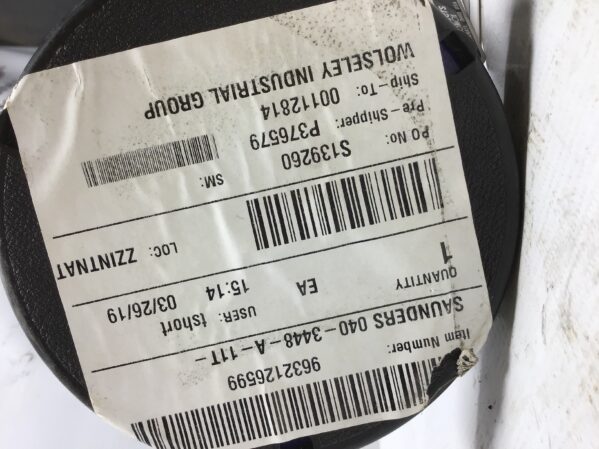 Item Number:
9632126599
SAUNDERS 040-3448-A-11T-
QUANTITY
1
EA
USER: tshort
15:14
03/26/19
LOC: ZZINTNAT
PO No:
S139260
SM:
Pre-Shipper: P376579
Ship-To: 00112814
WOLSELEY INDUSTRIAL GROUP